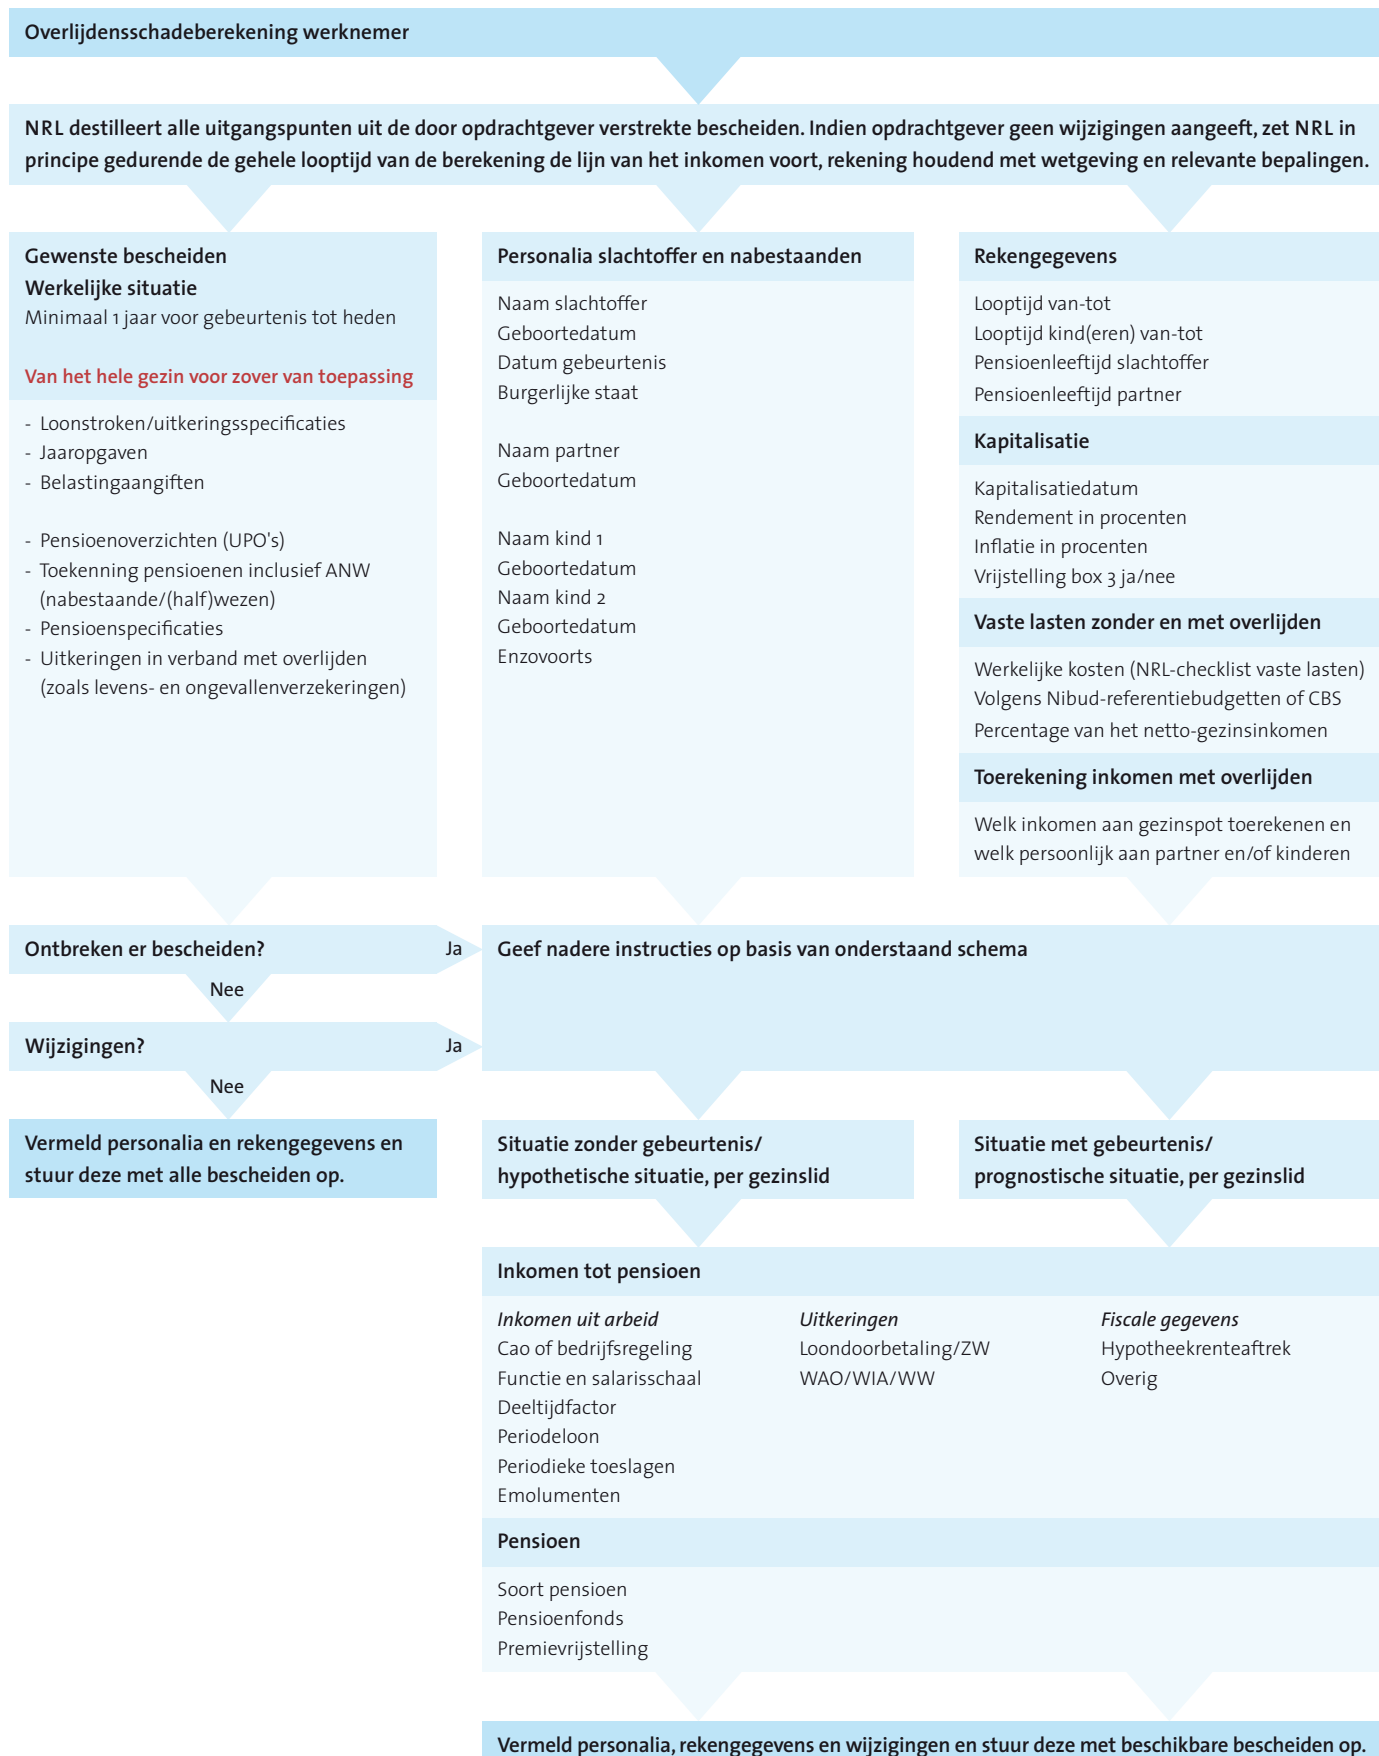 Overlijdensschadeberekening werknemer
NRL destilleert alle uitgangspunten uit de door opdrachtgever verstrekte bescheiden. Indien opdrachtgever geen wijzigingen aangeeft, zet NRL in
principe gedurende de gehele looptijd van de berekening de lijn van het inkomen voort, rekening houdend met wetgeving en relevante bepalingen.
Gewenste bescheiden
Werkelijke situatie
Minimaal 1 jaar voor gebeurtenis tot heden
Van het hele gezin voor zover van toepassing
- Loonstroken/uitkeringsspecificaties
- Jaaropgaven
- Belastingaangiften
- Pensioenoverzichten (UPO's)
- Toekenning pensioenen inclusief ANW
(nabestaande/(half)wezen)
- Pensioenspecificaties
- Uitkeringen in verband met overlijden
(zoals levens- en ongevallenverzekeringen)
Personalia slachtoffer en nabestaanden
Naam slachtoffer
Geboortedatum
Datum gebeurtenis
Burgerlijke staat
Naam partner
Geboortedatum
Naam kind 1
Geboortedatum
Naam kind 2
Geboortedatum
Enzovoorts
Rekengegevens
Looptijd van-tot
Looptijd kind(eren) van-tot
Pensioenleeftijd slachtoffer
Pensioenleeftijd partner
Kapitalisatie
Kapitalisatiedatum
Rendement in procenten
Inflatie in procenten
Vrijstelling box 3 ja/nee
Vaste lasten zonder en met overlijden
Werkelijke kosten (NRL-checklist vaste lasten)
Volgens Nibud-referentiebudgetten of CBS
Percentage van het netto-gezinsinkomen
Toerekening inkomen met overlijden
Welk inkomen aan gezinspot toerekenen en
welk persoonlijk aan partner en/of kinderen
Ontbreken er bescheiden?
Ja
Geef nadere instructies op basis van onderstaand schema
Nee
Wijzigingen?
Ja
Nee
Vermeld personalia en rekengegevens en
stuur deze met alle bescheiden op.
Situatie zonder gebeurtenis/
hypothetische situatie, per gezinslid
Situatie met gebeurtenis/
prognostische situatie, per gezinslid
Inkomen tot pensioen
Inkomen uit arbeid
Cao of bedrijfsregeling
Functie en salarisschaal
Deeltijdfactor
Periodeloon
Periodieke toeslagen
Emolumenten
Uitkeringen
Loondoorbetaling/ZW
WAO/WIA/WW
Fiscale gegevens
Hypotheekrenteaftrek
Overig
Pensioen
Soort pensioen
Pensioenfonds
Premievrijstelling
Vermeld personalia, rekengegevens en wijzigingen en stuur deze met beschikbare bescheiden op.